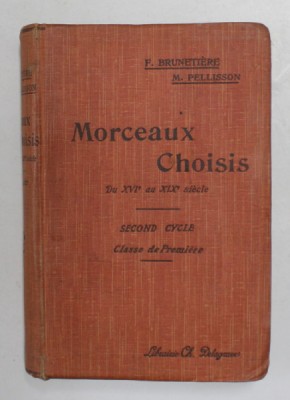 F. BRUNETIÈRE
M. PELLISSON
Morceaux
Choisis
Du XVIe au XIXe siècle
SECOND CYCLE
Classe de Première
Librairie Ch. Delagrave